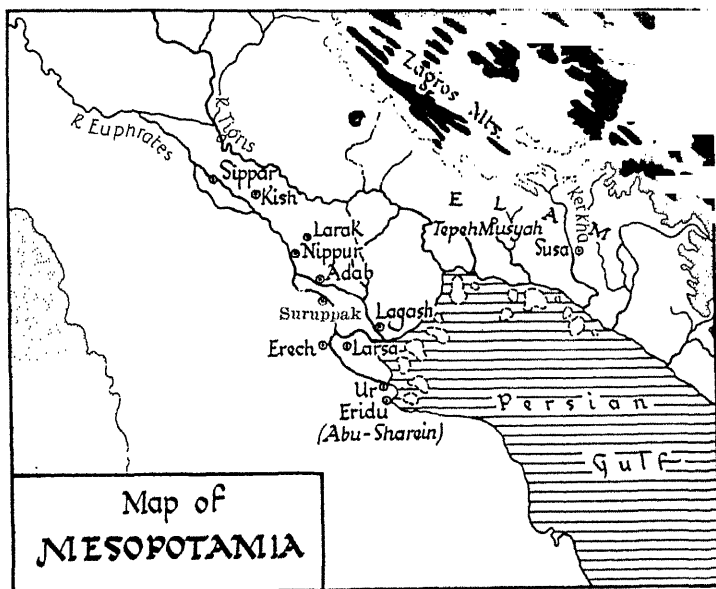 Zagros Mts.
R. Euphrates
R. Tigris
Sippar
Kish
E L A M
Kerkha
Tepeh Musyah
Susa
Larak
Nippur
Adab
Suruppak
Lagash
Erech
Larsa
Ur
Eridu
(Abu-Sharein)
Persian
Gulf
Map of
MESOPOTAMIA